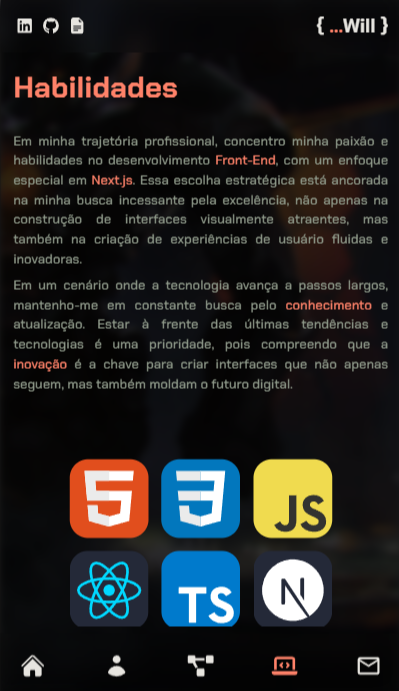 { ...Will }
Habilidades
Em minha trajetória profissional, concentro minha paixão e
habilidades no desenvolvimento Front-End, com um enfoque
especial em Next.js. Essa escolha estratégica está ancorada
na minha busca incessante pela excelência, não apenas na
construção de interfaces visualmente atraentes, mas
também na criação de experiências de usuário fluidas e
inovadoras.
Em um cenário onde a tecnologia avança a passos largos,
mantenho-me em constante busca pelo conhecimento e
atualização. Estar à frente das últimas tendências e
tecnologias é uma prioridade, pois compreendo que a
inovação é a chave para criar interfaces que não apenas
seguem, mas também moldam o futuro digital.
5 3 JS
TS N